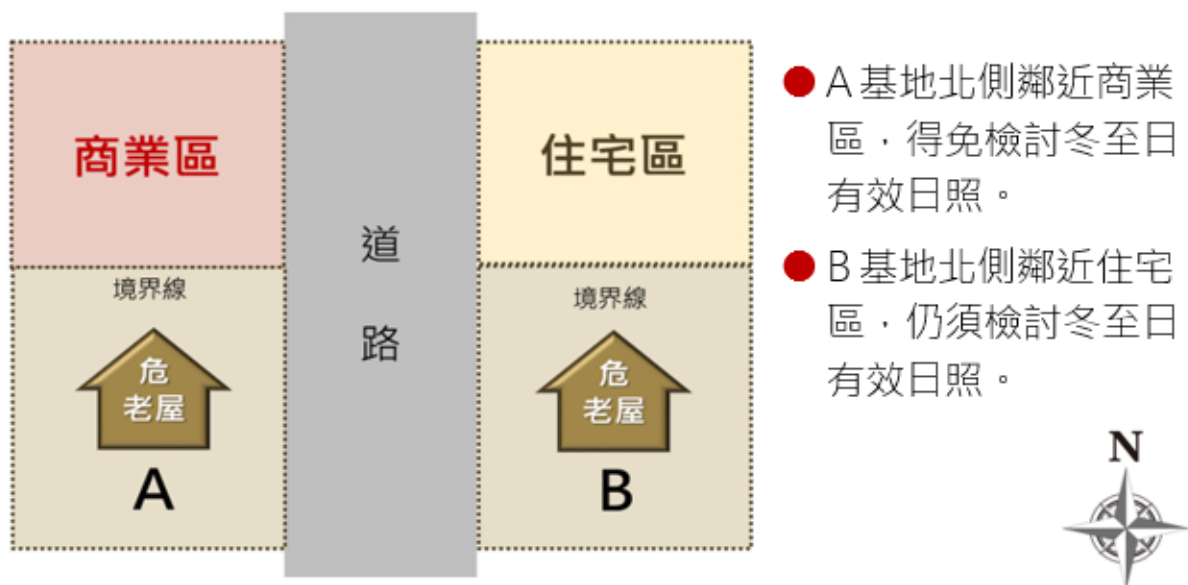 商業區
境界線
危
老屋
A
道
路
住宅區
境界線
危
老屋
B
● A 基地北側鄰近商業
區，得免檢討冬至日
有效日照。
● B 基地北側鄰近住宅
區，仍須檢討冬至日
有效日照。
N